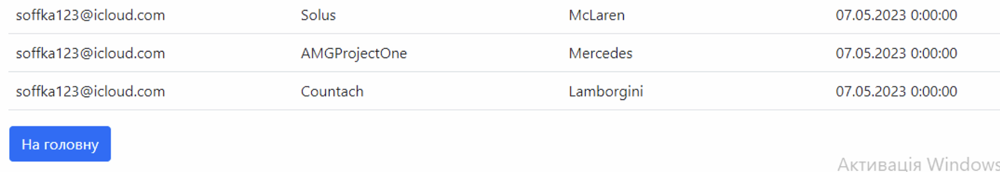 soffka123@icloud.com Solus McLaren 07.05.2023 0:00:00
soffka123@icloud.com AMGProjectOne Mercedes 07.05.2023 0:00:00
soffka123@icloud.com Countach Lamborgini 07.05.2023 0:00:00
На головну
Активація Windows